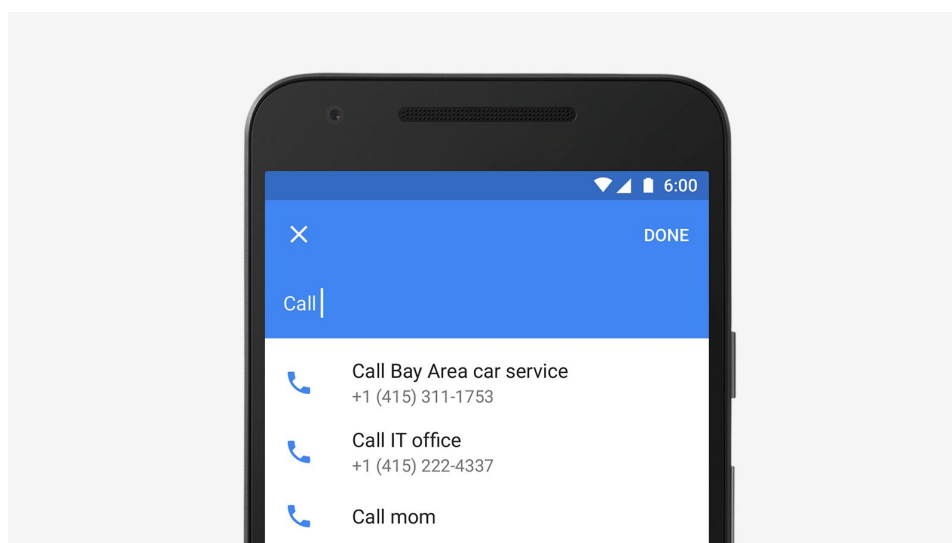 6:00
DONE
Call
Call Bay Area car service
+1 (415) 311-1753
Call IT office
+1 (415) 222-4337
Call mom